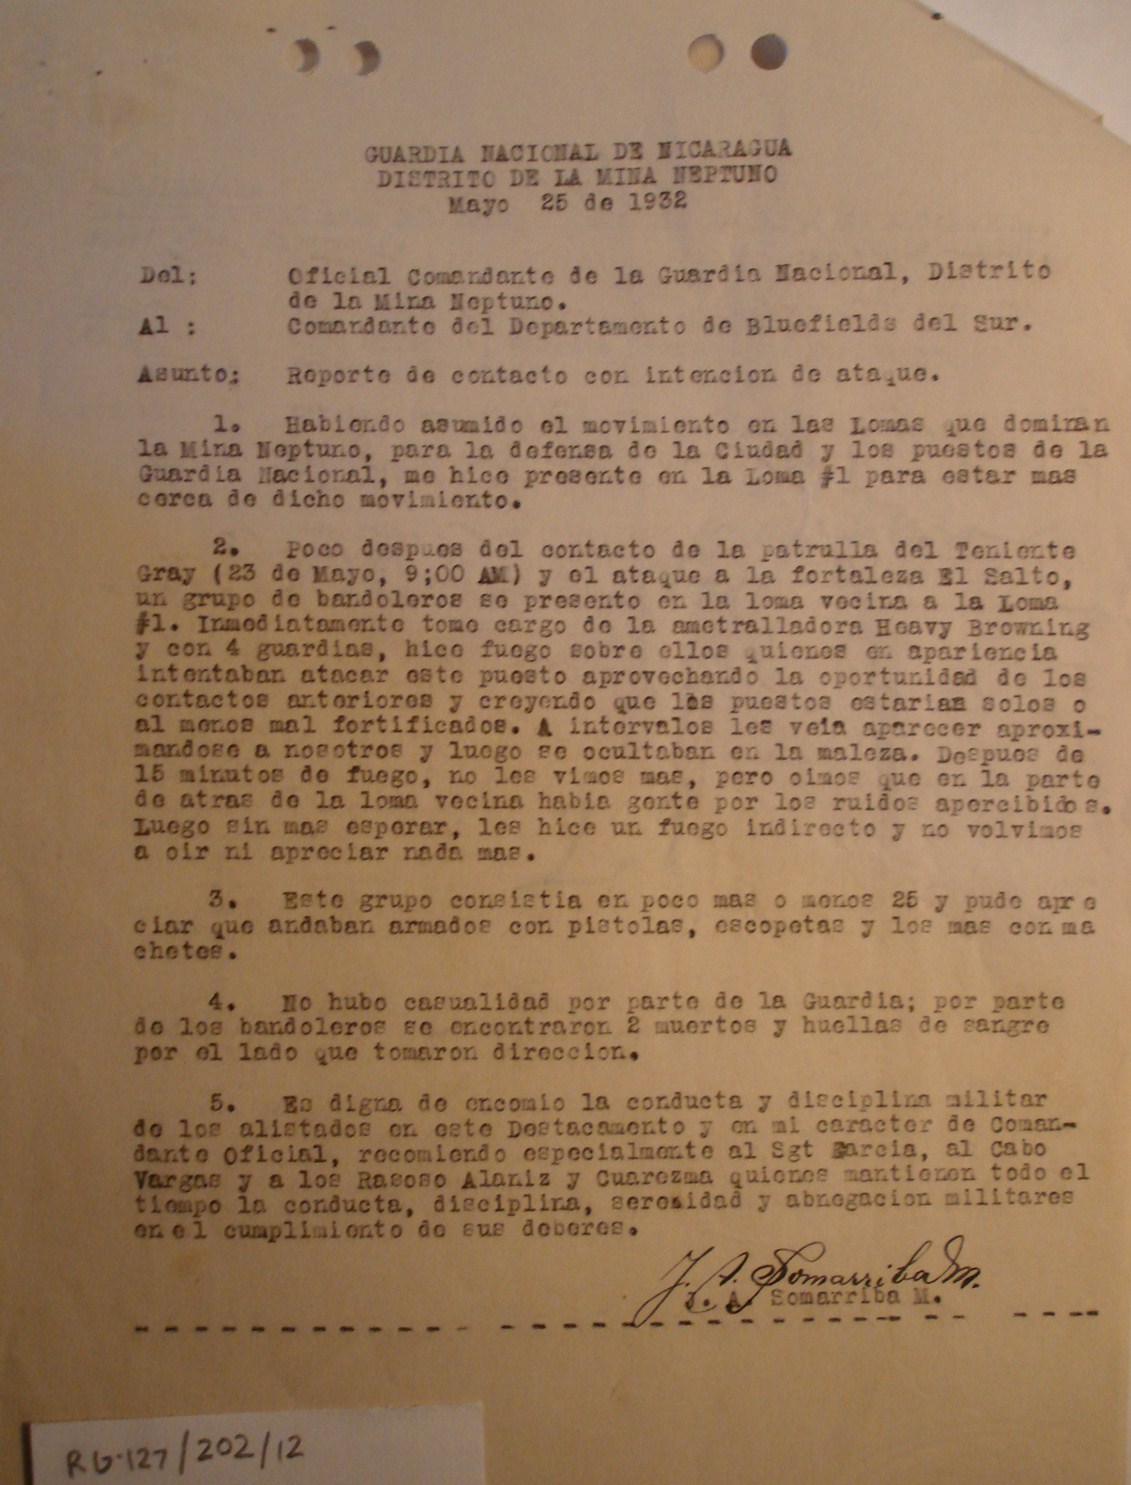 GUARDIA NACIONAL DE NICARAGUA
DISTRITO DE LA MINA NEPTUNO
Mayo 25 de 1932
Del; Oficial Comandante de la Guardia Nacional, Distrito
de la Mina Neptuno.
Al : Comandante del Departamento de Bluefields del Sur.
Asunto; Reporte de contacto con intencion de ataque.
1. Habiendo asumido el movimiento en las Lomas que dominan
la Mina Neptuno, para la defensa de la Ciudad y los puestos de la
Guardia Nacional, me hice presente en la Loma #1 para estar mas
cerca de dicho movimiento.
2. Poco despues del contacto de la patrulla del Teniente
Gray (23 de Mayo, 9;00 AM) y el ataque a la fortaleza El Salto,
un grupo de bandoleros se presento en la loma vecina a la Loma
#1. Inmediatamente tome cargo de la ametralladora Heavy Browning
y con 4 guardias, hice fuego sobre ellos quienes en apariencia
intentaban atacar este puesto aprovechando la oportunidad de los
contactos anteriores y creyendo que los puestos estarian solos o
al menos mal fortificados. A intervalos les veia aparecer aproxi-
mandose a nosotros y luego se ocultaban en la maleza. Despues de
15 minutos de fuego, no les vimos mas, pero oimos que en la parte
de atras de la loma vecina habia gente por los ruidos apercibidos.
Luego sin mas esperar, les hice un fuego indirecto y no volvimos
a oir ni apreciar nada mas.
3. Este grupo consistia en poco mas o menos 25 y pude apre
ciar que andaban armados con pistolas, escopetas y los mas con ma
chetes.
4. No hubo casualidad por parte de la Guardia; por parte
de los bandoleros se encontraron 2 muertos y huellas de sangre
por el lado que tomaron direccion.
5. Es digna de encomio la conducta y disciplina militar
de los alistados en este Destacamento y en mi caracter de Coman-
dante Oficial, recomiendo especialmente al Sgt Garcia, al Cabo
Vargas y a los Rasoso Alaniz y Cuarezma quienes mantienen todo el
tiempo la conducta, disciplina, serenidad y abnegacion militares
en el cumplimiento de sus deberes.
J. A. Somarriba M.
J. A. Somarriba M.
RG-127/202/12